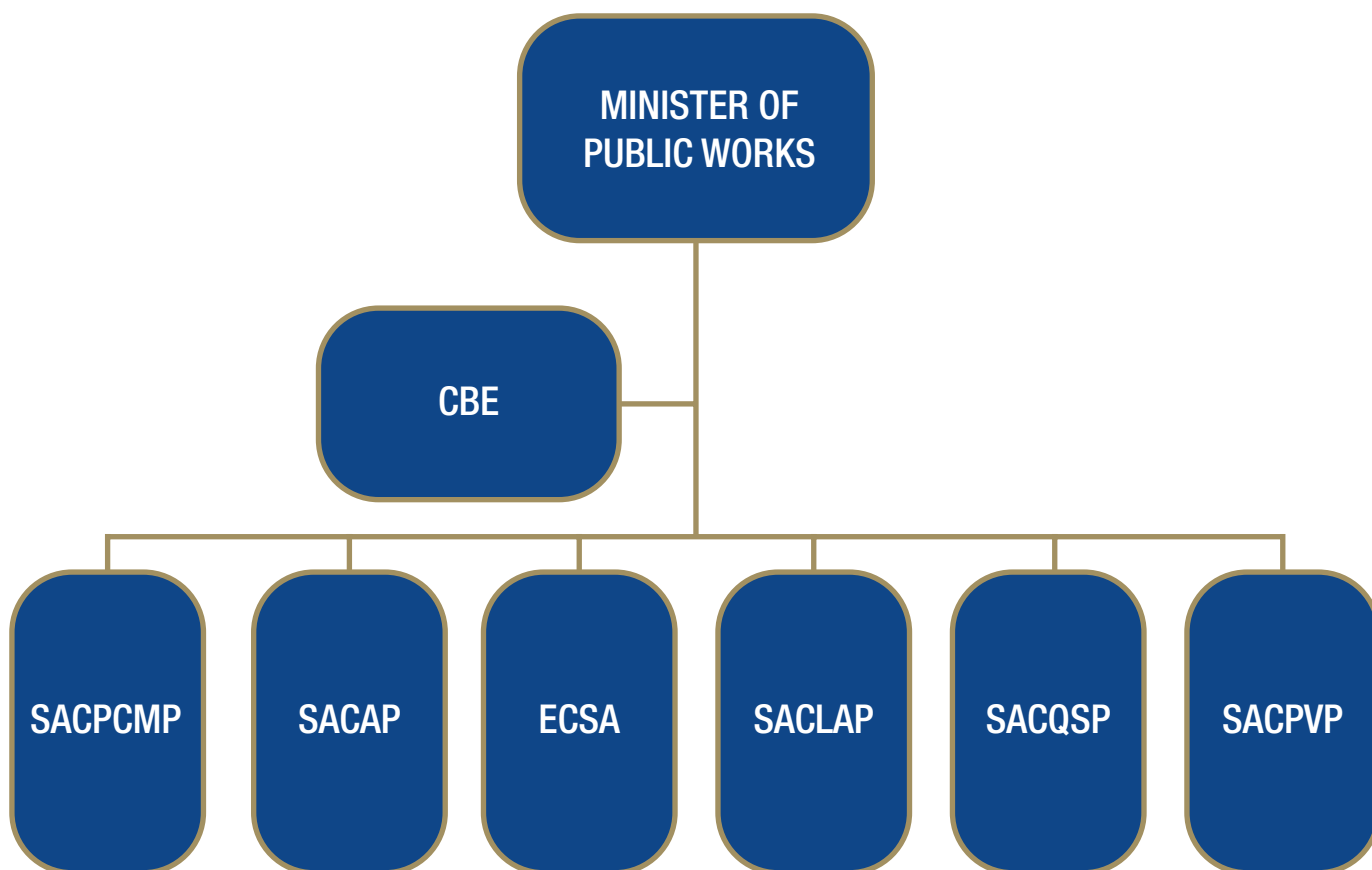 MINISTER OF
PUBLIC WORKS
CBE
SACPCMP
SACAP
ECSA
SACLAP
SACQSP
SACPVP